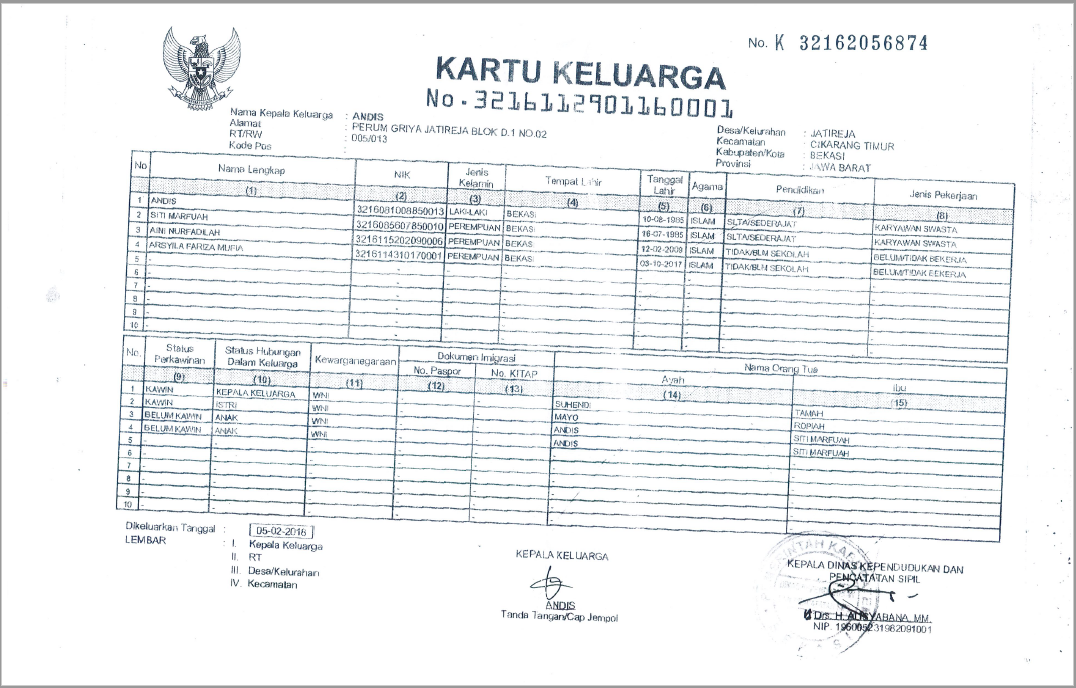 No. K 32162056874
KARTU KELUARGA
No. 3216112901160001
Nama Kepala Keluarga : ANDIS
Alamat : PERUM GRIYA JATIREJA BLOK D.1 NO.02
RT/RW : 005/013
Kode Pos :
Desa/Kelurahan : JATIREJA
Kecamatan : CIKARANG TIMUR
Kabupaten/Kota : BEKASI
Provinsi : JAWA BARAT
No Nama Lengkap NIK Jenis Kelamin Tempat Lahir Tanggal Lahir Agama Pendidikan Jenis Pekerjaan
(1) (2) (3) (4) (5) (6) (7) (8)
1 ANDIS 3216081008850013 LAKI-LAKI BEKASI 10-08-1985 ISLAM SLTA/SEDERAJAT KARYAWAN SWASTA
2 SITI MARFUAH 3216085607850010 PEREMPUAN BEKASI 16-07-1985 ISLAM SLTA/SEDERAJAT KARYAWAN SWASTA
3 AINI NURFADILAH 3216115202090006 PEREMPUAN BEKASI 12-02-2009 ISLAM TIDAK/BLM SEKOLAH BELUM/TIDAK BEKERJA
4 ARSYILA FARIZA 3216114310170001 PEREMPUAN BEKASI 03-10-2017 ISLAM TIDAK/BLM SEKOLAH BELUM/TIDAK BEKERJA
5 - - - - - - - -
6 - - - - - - - -
7 - - - - - - - -
8 - - - - - - - -
9 - - - - - - - -
10 - - - - - - - -
No. Status Perkawinan Status Hubungan Dalam Keluarga Kewarganegaraan Dokumen Imigrasi Nama Orang Tua
No. Paspor No. KITAP Ayah Ibu
(9) (10) (11) (12) (13) (14) (15)
1 KAWIN KEPALA KELUARGA WNI - - SUHENDI TAMAH
2 KAWIN ISTRI WNI - - MAYO ROPIAH
3 BELUM KAWIN ANAK WNI - - ANDIS SITI MARFUAH
4 BELUM KAWIN ANAK WNI - - ANDIS SITI MARFUAH
5 - - - - - - -
6 - - - - - - -
7 - - - - - - -
8 - - - - - - -
9 - - - - - - -
10 - - - - - - -
Dikeluarkan Tanggal : 05-02-2018
LEMBAR : I. Kepala Keluarga
II. RT
III. Desa/Kelurahan
IV. Kecamatan
KEPALA KELUARGA
ANDIS
Tanda Tangan/Cap Jempol
KEPALA DINAS KEPENDUDUKAN DAN
PENCATATAN SIPIL
Drs. H. ALISYABANA, MM.
NIP. 196005231982091001